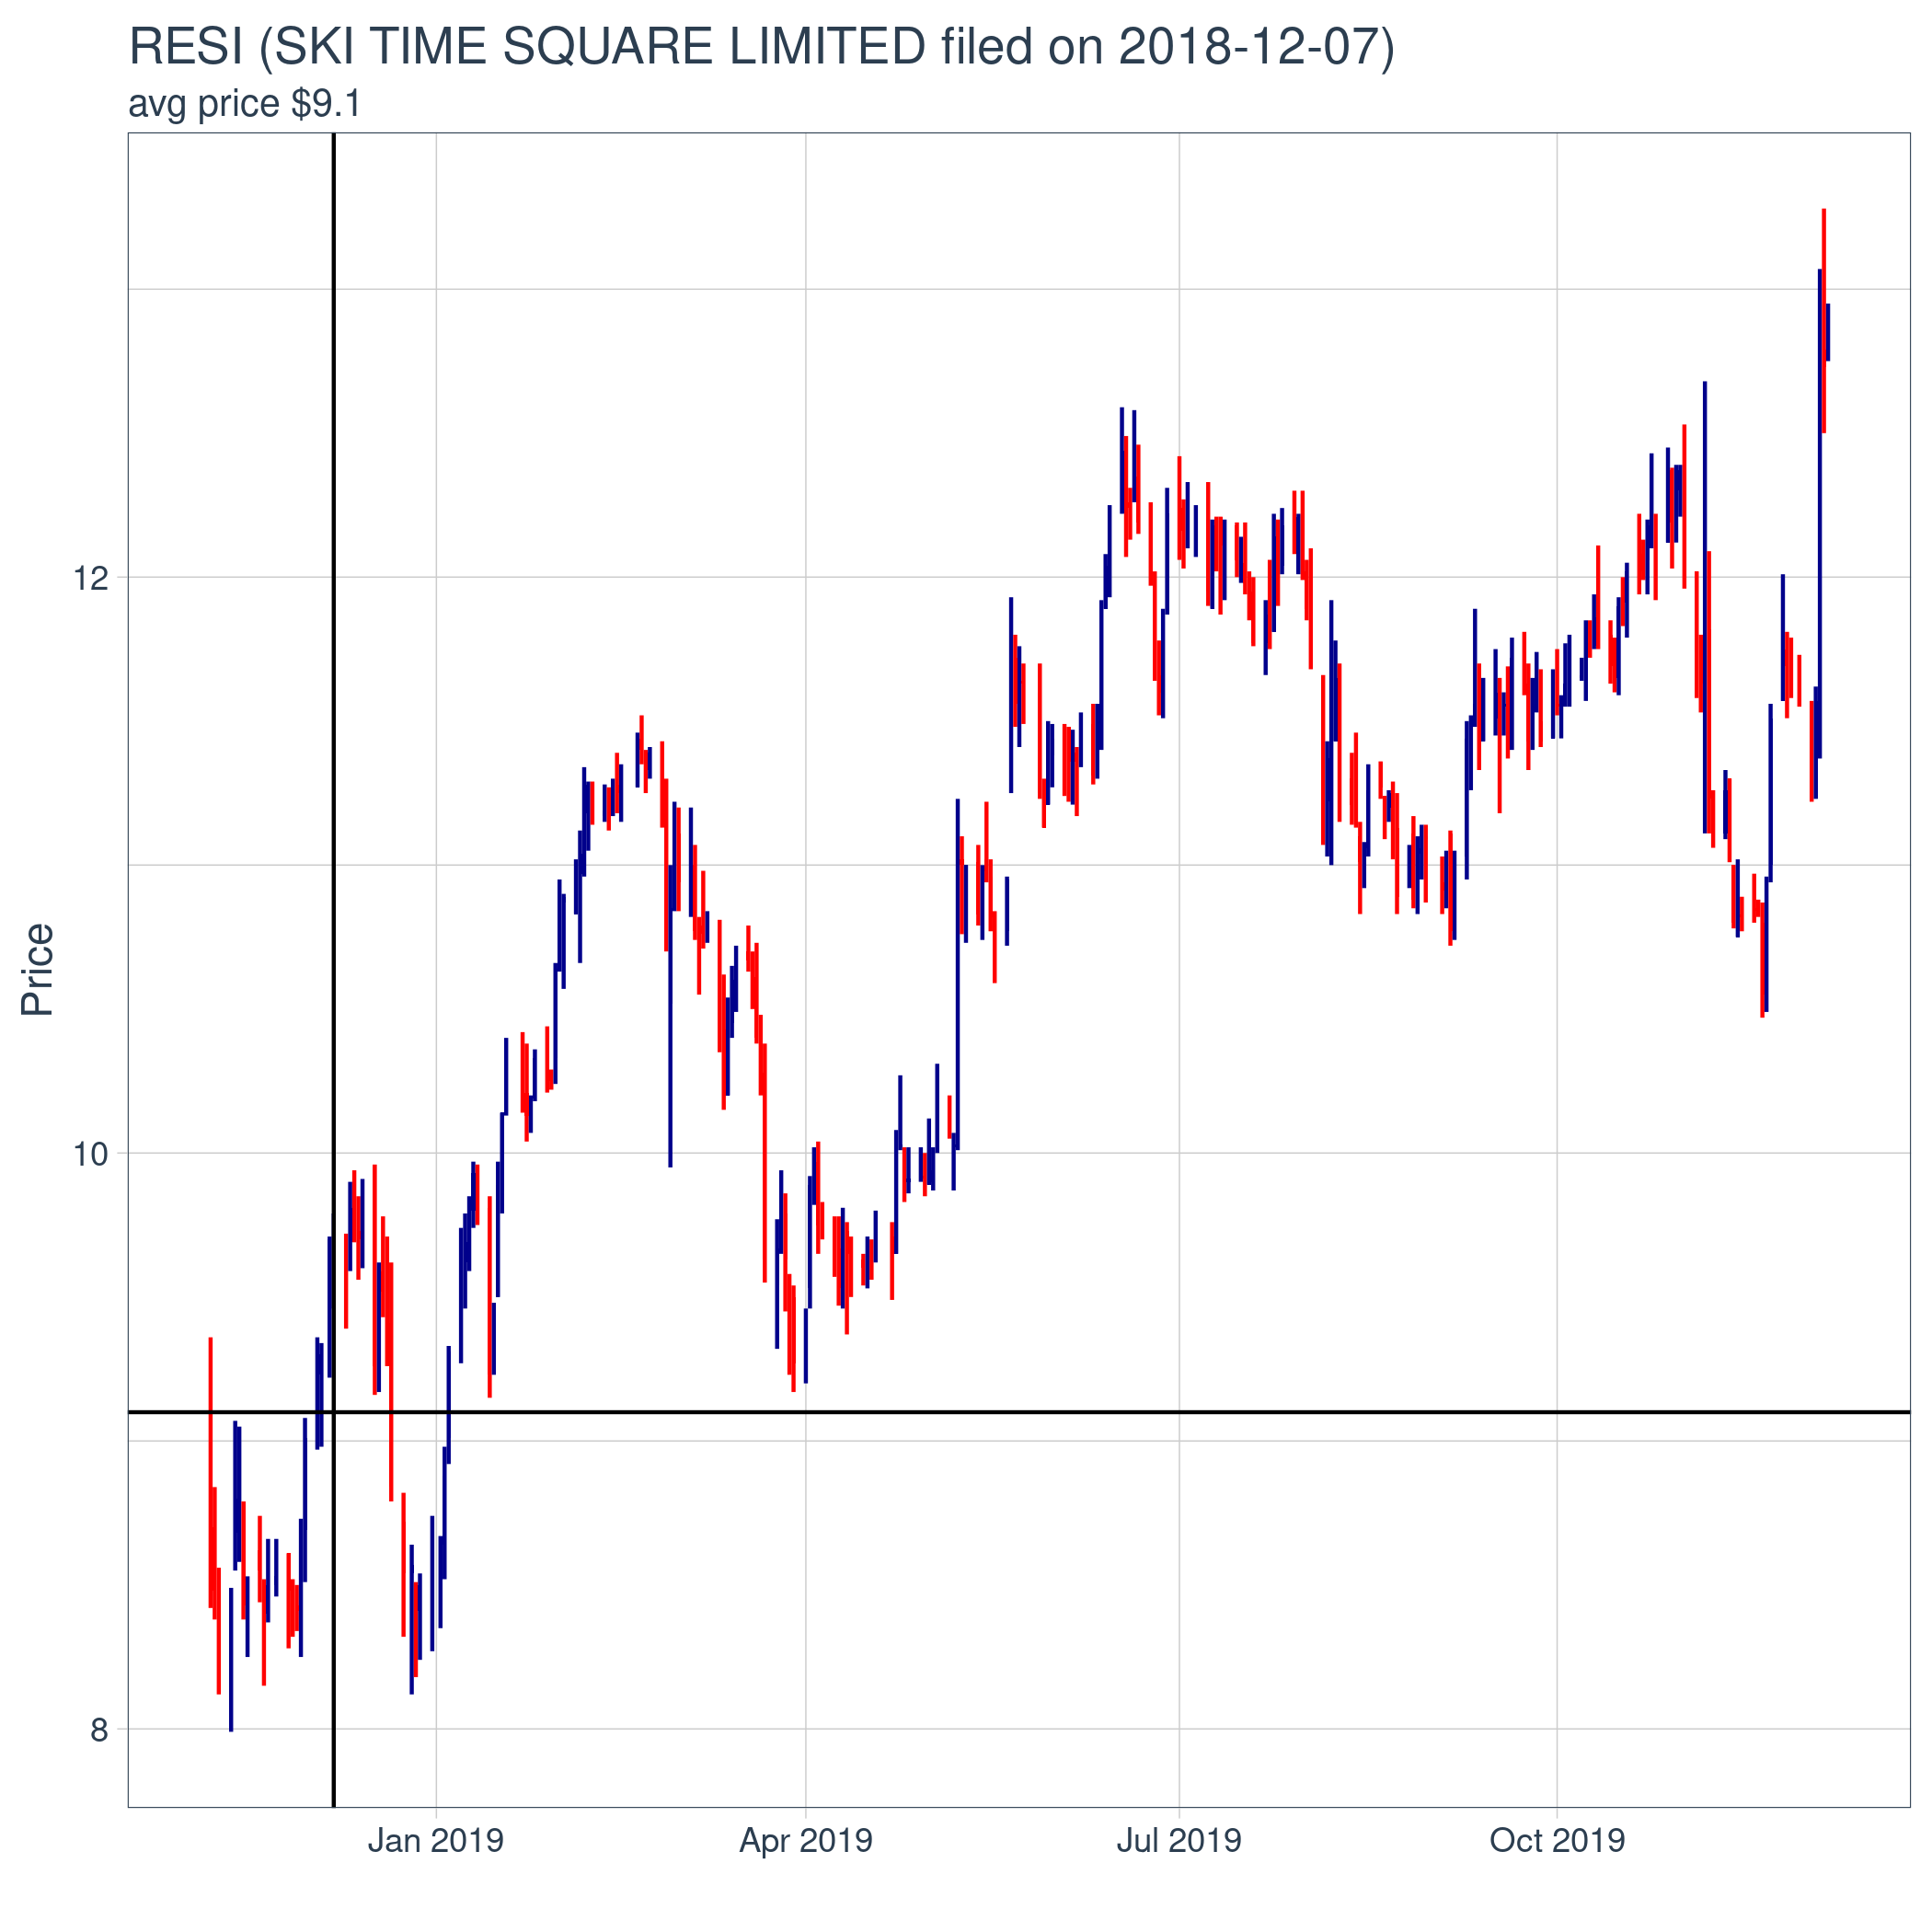 RESI (SKI TIME SQUARE LIMITED filed on 2018-12-07)
avg price $9.1
Price
12
10
8
Jan 2019
Apr 2019
Jul 2019
Oct 2019